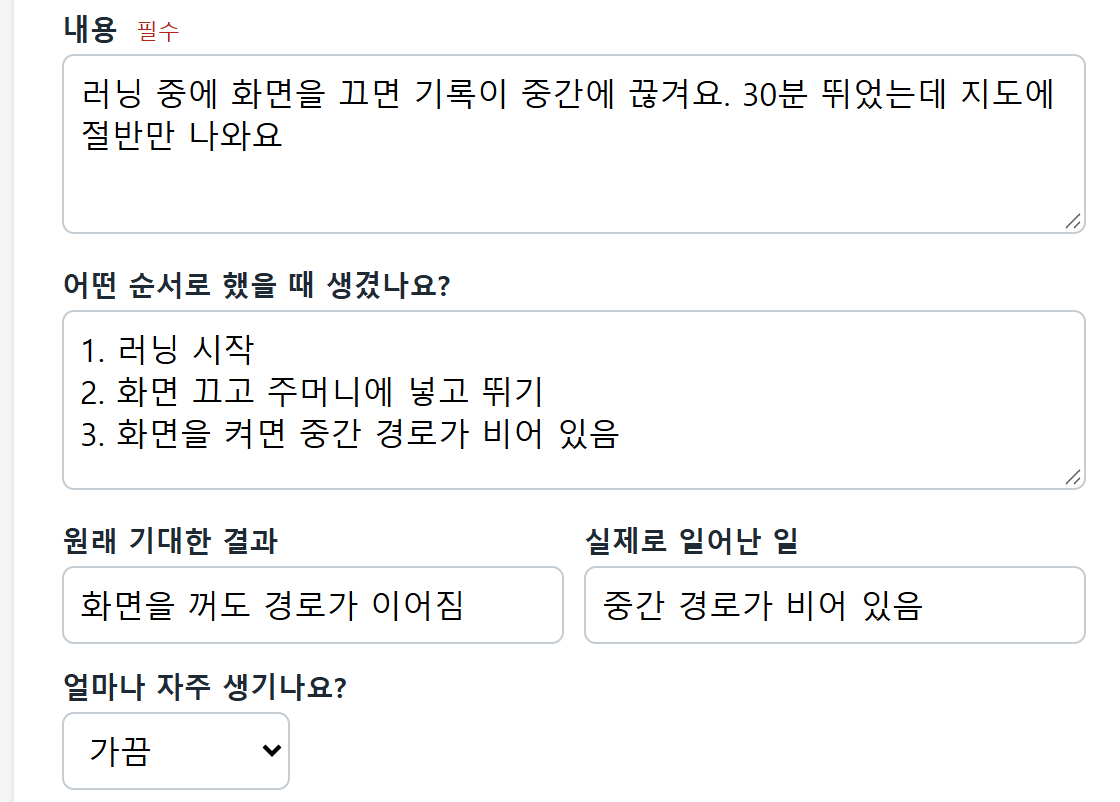 내용 필수
러닝 중에 화면을 끄면 기록이 중간에 끊겨요. 30분 뛰었는데 지도에
절반만 나와요
어떤 순서로 했을 때 생겼나요?
1. 러닝 시작
2. 화면 끄고 주머니에 넣고 뛰기
3. 화면을 켜면 중간 경로가 비어 있음
원래 기대한 결과
실제로 일어난 일
화면을 꺼도 경로가 이어짐
중간 경로가 비어 있음
얼마나 자주 생기나요?
가끔